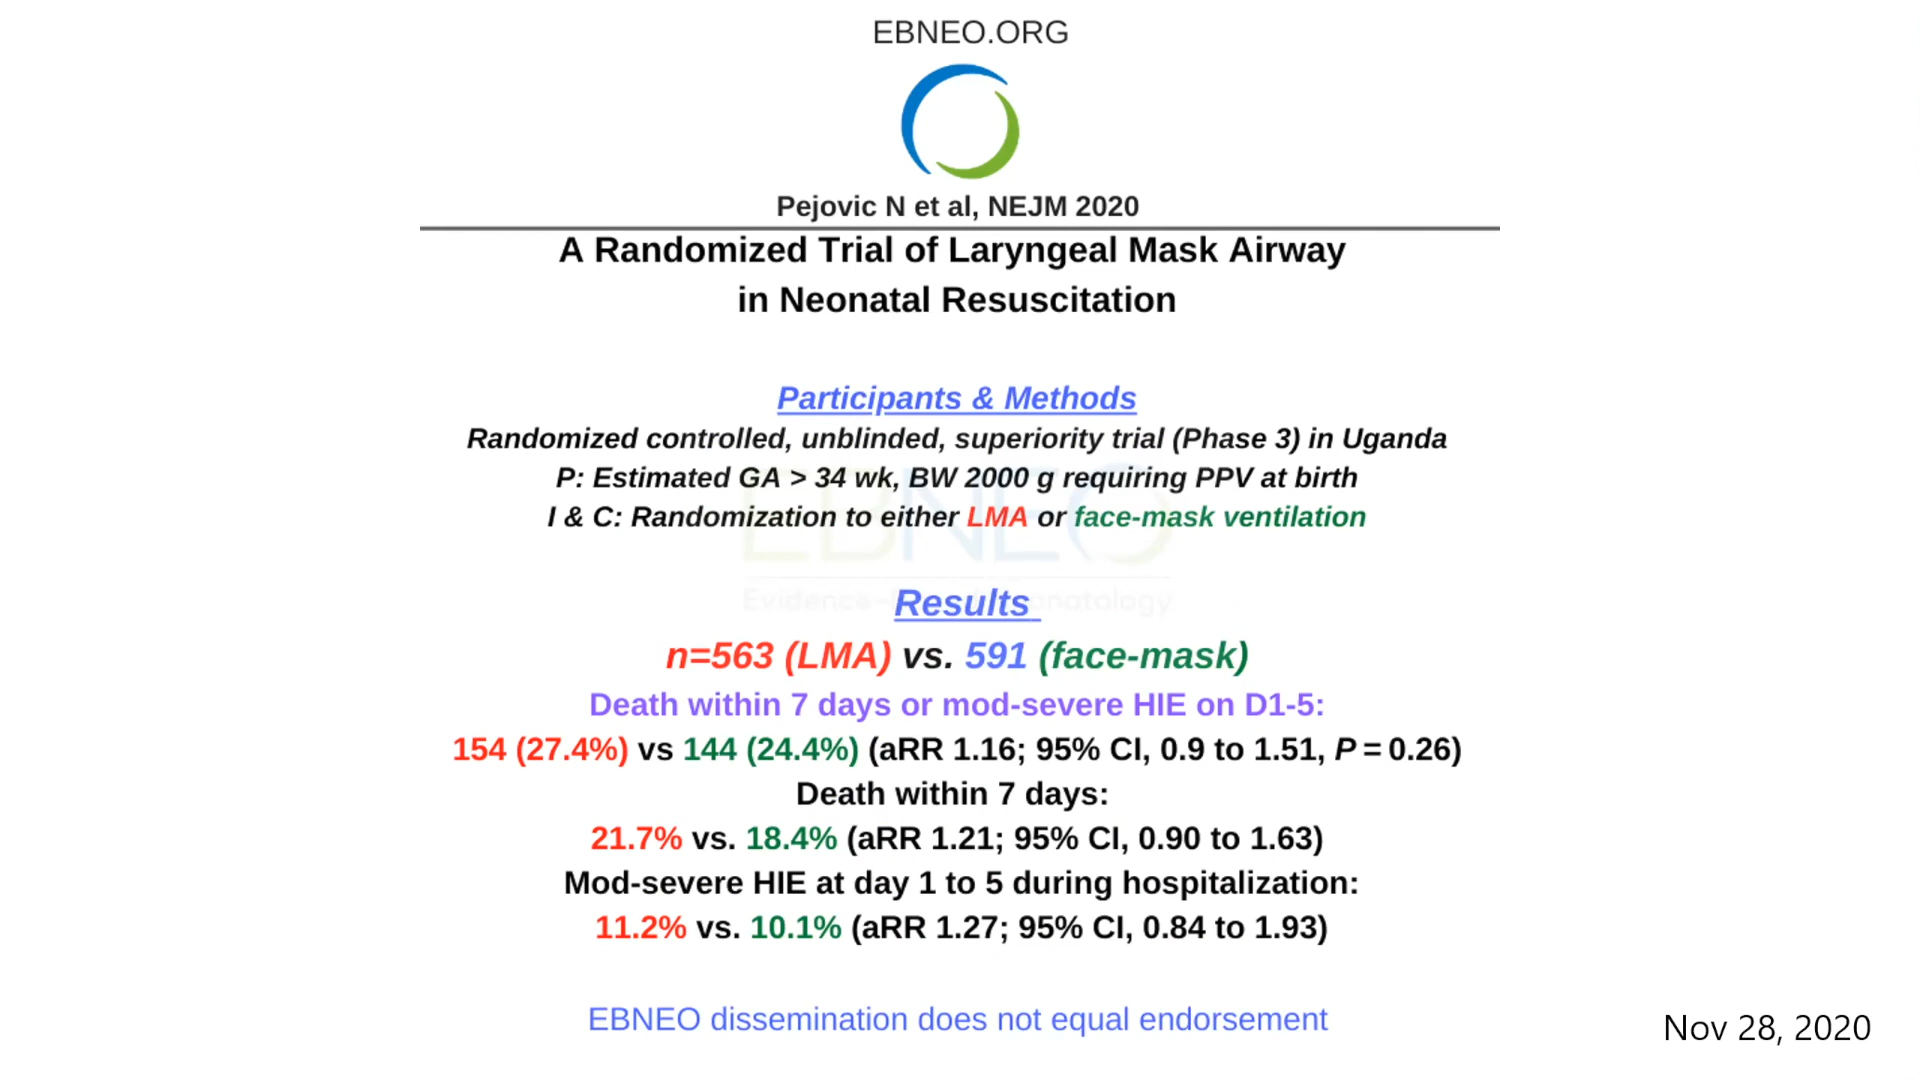 EBNEO.ORG
Pejovic N et al, NEJM 2020
A Randomized Trial of Laryngeal Mask Airway
in Neonatal Resuscitation
Participants & Methods
Randomized controlled, unblinded, superiority trial (Phase 3) in Uganda
P: Estimated GA > 34 wk, BW 2000 g requiring PPV at birth
I & C: Randomization to either LMA or face-mask ventilation
EBNEO
Results
n=563 (LMA) vs. 591 (face-mask)
Death within 7 days or mod-severe HIE on D1-5:
154 (27.4%) vs 144 (24.4%) (aRR 1.16; 95% CI, 0.9 to 1.51, P = 0.26)
Death within 7 days:
21.7% vs. 18.4% (aRR 1.21; 95% CI, 0.90 to 1.63)
Mod-severe HIE at day 1 to 5 during hospitalization:
11.2% vs. 10.1% (aRR 1.27; 95% CI, 0.84 to 1.93)
EBNEO dissemination does not equal endorsement
Nov 28, 2020